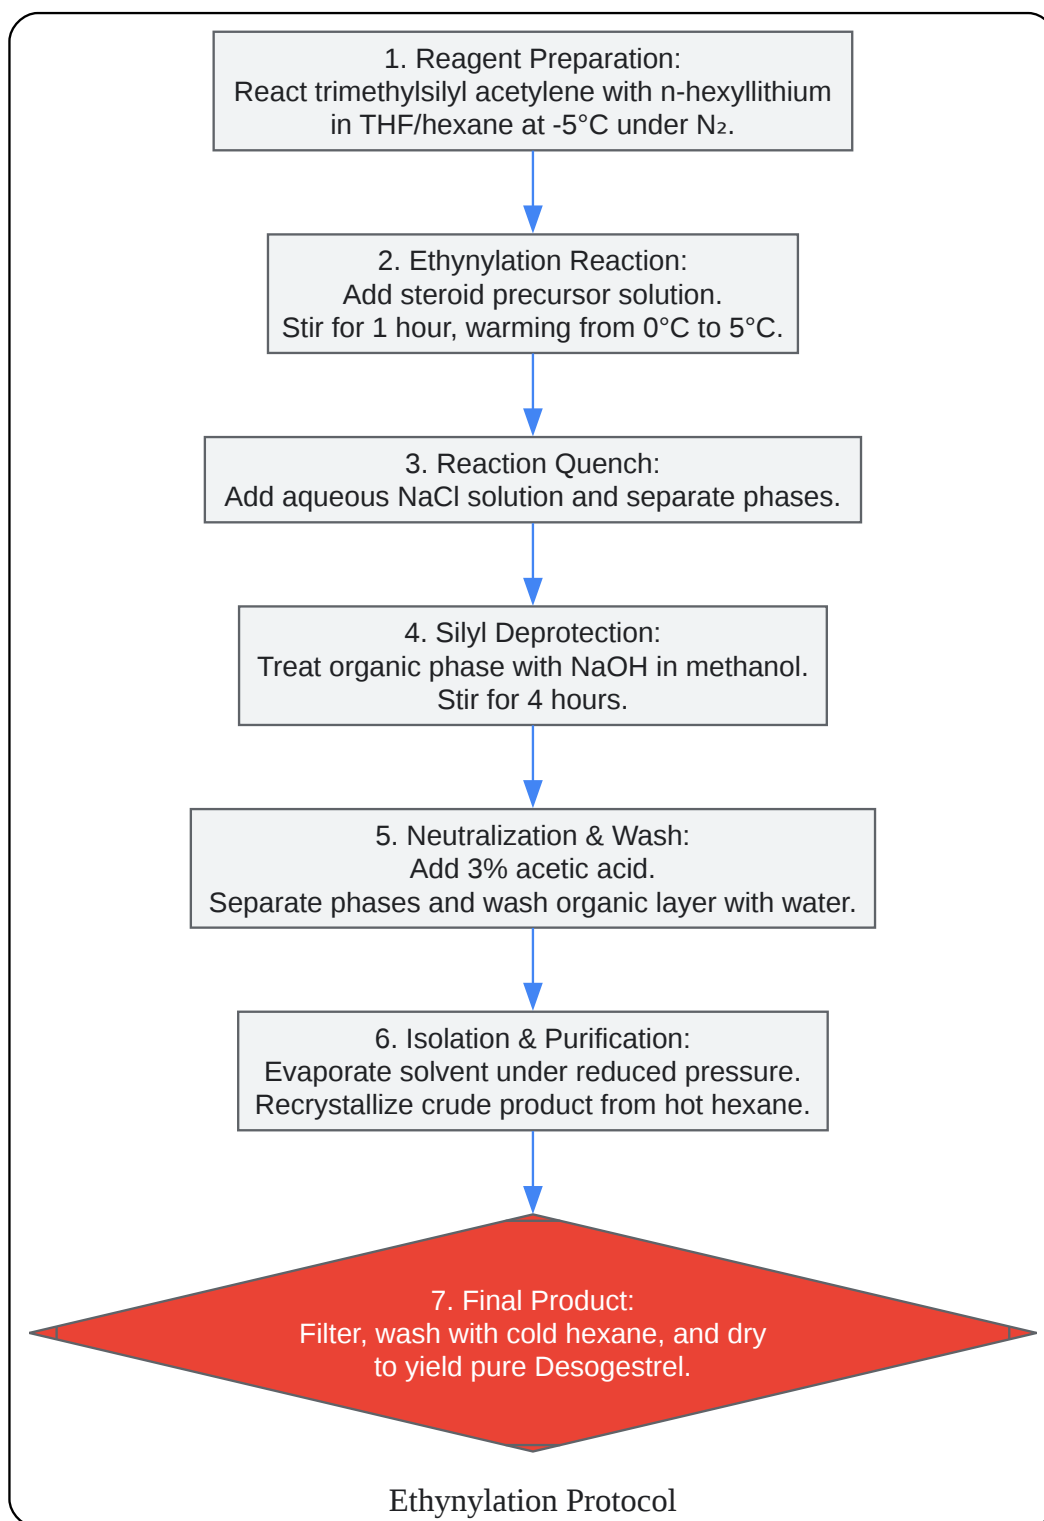 1. Reagent Preparation:
React trimethylsilyl acetylene with n-hexyllithium
in THF/hexane at -5°C under N₂.
2. Ethynylation Reaction:
Add steroid precursor solution.
Stir for 1 hour, warming from 0°C to 5°C.
3. Reaction Quench:
Add aqueous NaCl solution and separate phases.
4. Silyl Deprotection:
Treat organic phase with NaOH in methanol.
Stir for 4 hours.
5. Neutralization & Wash:
Add 3% acetic acid.
Separate phases and wash organic layer with water.
6. Isolation & Purification:
Evaporate solvent under reduced pressure.
Recrystallize crude product from hot hexane.
7. Final Product:
Filter, wash with cold hexane, and dry
to yield pure Desogestrel.
Ethynylation Protocol